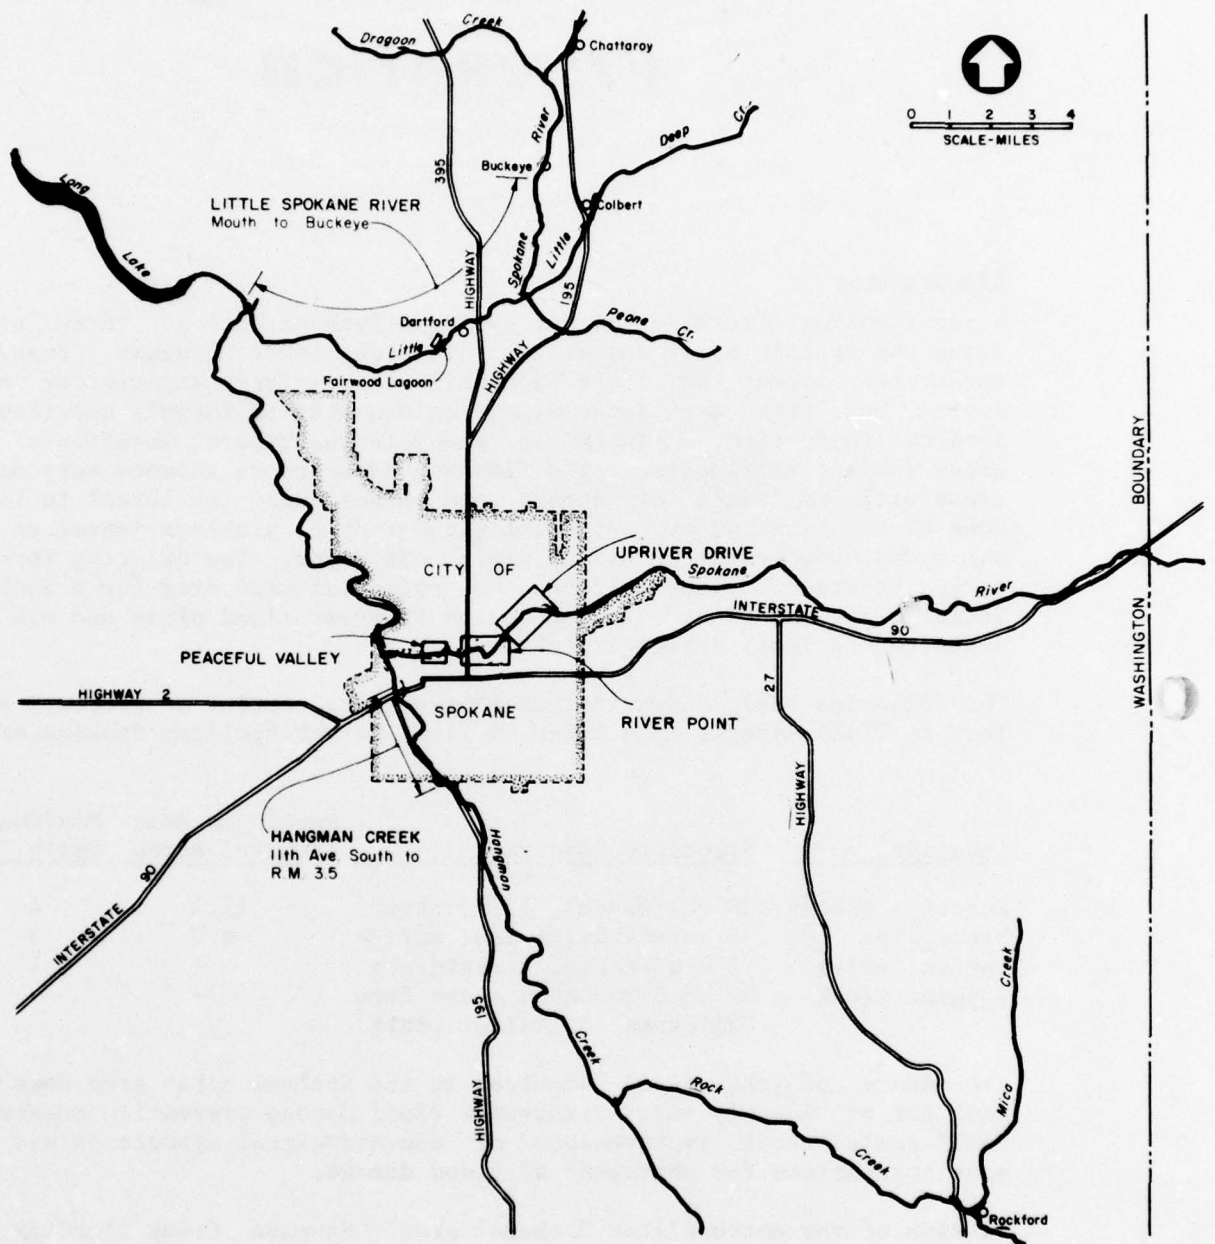 Dragoon
Creek
Chattaroy
0 1 2 3 4
SCALE-MILES
Deep
Cr.
River
395
Buckeye
Long
Lake
LITTLE SPOKANE RIVER
Mouth to Buckeye
Colbert
Spokane
Little
HIGHWAY
195
Dartford
Little
Peone
Cr.
Fairwood Lagoon
HIGHWAY
BOUNDARY
WASHINGTON
UPRIVER DRIVE
CITY OF
Spokane
River
INTERSTATE
90
PEACEFUL VALLEY
HIGHWAY 2
SPOKANE
RIVER POINT
27
HIGHWAY
HANGMAN CREEK
11th Ave. South to
R.M. 3.5
Hangman
INTERSTATE
90
195
HIGHWAY
Creek
Rock
Creek
Mica
Creek
Rockford